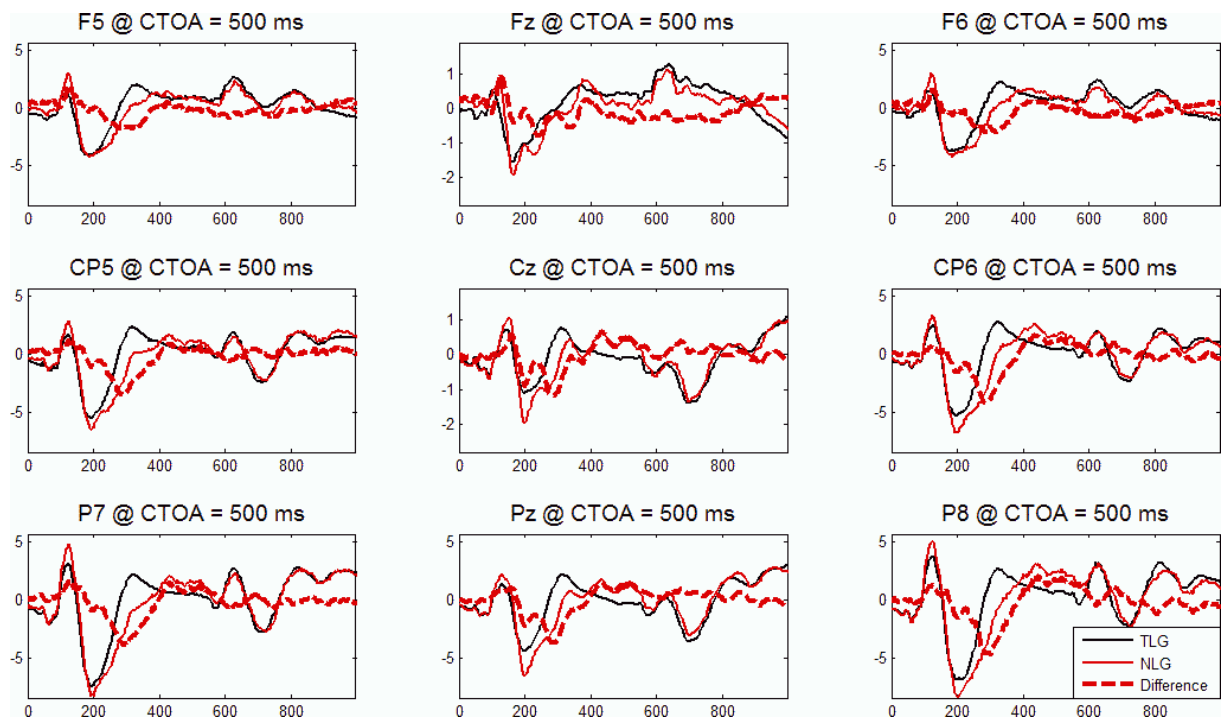 F5 @ CTOA = 500 ms
Fz @ CTOA = 500 ms
F6 @ CTOA = 500 ms
5
0
-5
0 200 400 600 800
1
0
-1
-2
0 200 400 600 800
5
0
-5
0 200 400 600 800
CP5 @ CTOA = 500 ms
Cz @ CTOA = 500 ms
CP6 @ CTOA = 500 ms
5
0
-5
0 200 400 600 800
1
0
-1
-2
0 200 400 600 800
5
0
-5
0 200 400 600 800
P7 @ CTOA = 500 ms
Pz @ CTOA = 500 ms
P8 @ CTOA = 500 ms
5
0
-5
0 200 400 600 800
5
0
-5
0 200 400 600 800
5
0
-5
0 200 400 600 800
TLG
NLG
Difference